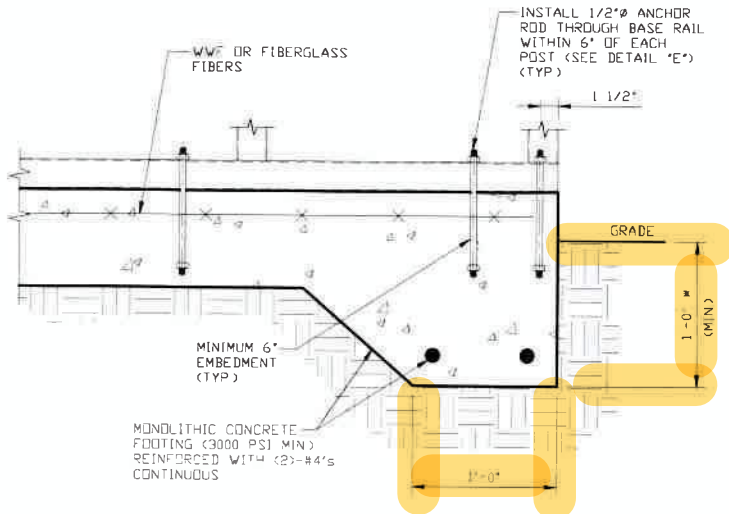 INSTALL 1/2"ø ANCHOR
ROD THROUGH BASE RAIL
WITHIN 6" OF EACH
POST (SEE DETAIL "E")
(TYP)
WWF OR FIBERGLASS
FIBERS
1 1/2"
GRADE
1'-0" *
(MIN)
MINIMUM 6"
EMBEDMENT
(TYP)
MONOLITHIC CONCRETE
FOOTING (3000 PSI MIN)
REINFORCED WITH (2)-#4's
CONTINUOUS
1'-0"